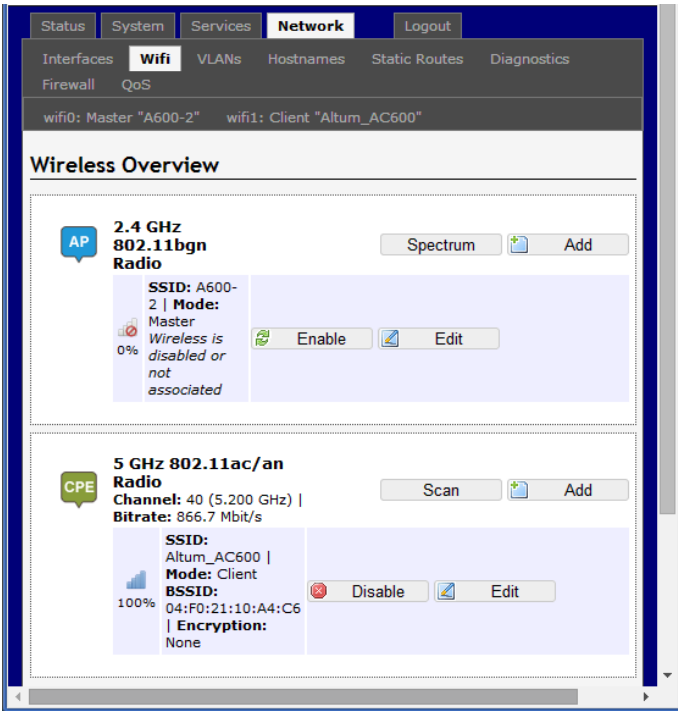 Status System Services Network Logout
Interfaces Wifi VLANs Hostnames Static Routes Diagnostics
Firewall QoS
wifi0: Master "A600-2" wifi1: Client "Altum_AC600"
Wireless Overview
AP
2.4 GHz
802.11bgn
Radio
Spectrum Add
0%
SSID: A600-
2 | Mode:
Master
Wireless is
disabled or
not
associated
Enable Edit
CPE
5 GHz 802.11ac/an
Radio
Channel: 40 (5.200 GHz) |
Bitrate: 866.7 Mbit/s
Scan Add
100%
SSID:
Altum_AC600 |
Mode: Client
BSSID:
04:F0:21:10:A4:C6
| Encryption:
None
Disable Edit